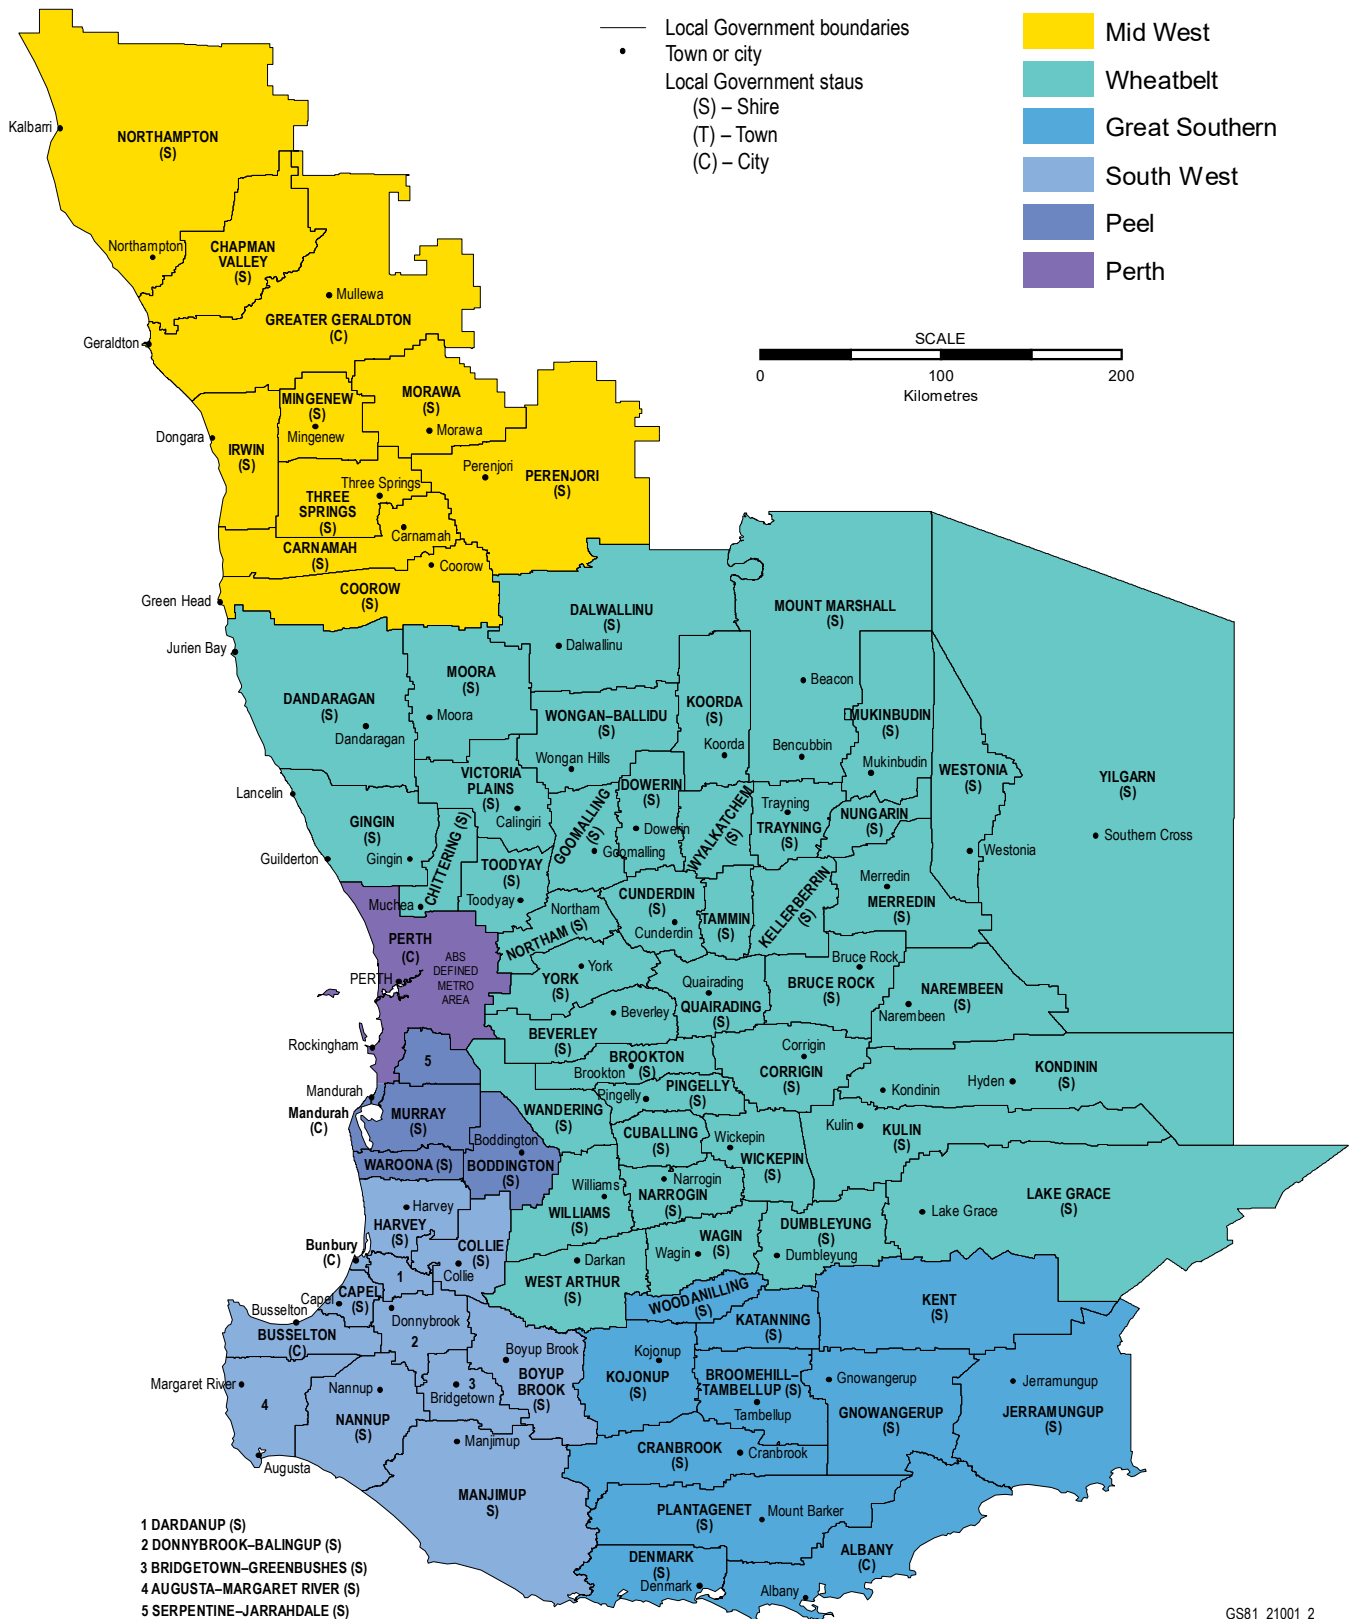 Local Government boundaries
Town or city
Local Government staus
(S) – Shire
(T) – Town
(C) – City
Mid West
Wheatbelt
Great Southern
South West
Peel
Perth
SCALE
0 100 200
Kilometres
Kalbarri
NORTHAMPTON
(S)
Northampton
CHAPMAN
VALLEY
(S)
Mullewa
GREATER GERALDTON
(C)
Geraldton
MINGENEW
(S)
Mingenew
MORAWA
(S)
Morawa
Dongara
IRWIN
(S)
Perenjori
PERENJORI
(S)
Three Springs
THREE
SPRINGS
(S)
Carnamah
CARNAMAH
(S)
Coorow
COOROW
(S)
Green Head
DALWALLINU
(S)
Dalwallinu
MOUNT MARSHALL
(S)
Jurien Bay
MOORA
(S)
Moora
DANDARAGAN
(S)
Dandaragan
Beacon
KOORDA
(S)
Koorda
WONGAN–BALLIDU
(S)
Wongan Hills
MUKINBUDIN
(S)
Mukinbudin
Bencubbin
WESTONIA
(S)
Westonia
YILGARN
(S)
Southern Cross
VICTORIA
PLAINS
(S)
Calingiri
Lancelin
GINGIN
(S)
Gingin
Guilderton
CHITTERING (S)
Muchea
GOOMALLING
(S)
Goomalling
DOWERIN
(S)
Dowerin
WYALKATCHEM
(S)
Trayning
TRAYNING
(S)
NUNGARIN
(S)
TOODYAY
(S)
Toodyay
Merredin
MERREDIN
(S)
KELLERBERRIN
(S)
CUNDERDIN
(S)
Cunderdin
TAMMIN
(S)
Northam
NORTHAM (S)
PERTH
(C)
ABS
DEFINED
METRO
AREA
PERTH
York
YORK
(S)
Quairading
QUAIRADING
(S)
Bruce Rock
BRUCE ROCK
(S)
NAREMBEEN
(S)
Narembeen
Beverley
BEVERLEY
(S)
Rockingham
5
BROOKTON
(S)
Brookton
Corrigin
CORRIGIN
(S)
KONDININ
(S)
Hyden
Kondinin
Mandurah
Mandurah
(C)
MURRAY
(S)
PINGELLY
(S)
Pingelly
WANDERING
(S)
CUBALLING
(S)
Wickepin
WICKEPIN
(S)
Kulin
KULIN
(S)
Boddington
BODDINGTON
(S)
WAROONA (S)
Narrogin
NARROGIN
(S)
Williams
WILLIAMS
(S)
LAKE GRACE
(S)
Lake Grace
Harvey
HARVEY
(S)
DUMBLEYUNG
(S)
Dumbleyung
WAGIN
(S)
Wagin
Bunbury
(C)
COLLIE
(S)
Collie
Darkan
WEST ARTHUR
(S)
1
Capel
CAPEL
(S)
WOODANILLING
(S)
KENT
(S)
Busselton
BUSSELTON
(C)
Donnybrook
2
KATANNING
(S)
Boyup Brook
BOYUP
BROOK
(S)
Kojonup
KOJONUP
(S)
BROOMEHILL–
TAMBELLUP (S)
Tambellup
Gnowangerup
GNOWANGERUP
(S)
Jerramungup
JERRAMUNGUP
(S)
Margaret River
4
Nannup
NANNUP
(S)
3
Bridgetown
Augusta
Manjimup
MANJIMUP
S)
CRANBROOK
(S)
Cranbrook
PLANTAGENET
(S)
Mount Barker
DENMARK
(S)
Denmark
ALBANY
(C)
Albany
1 DARDANUP (S)
2 DONNYBROOK–BALINGUP (S)
3 BRIDGETOWN–GREENBUSHES (S)
4 AUGUSTA–MARGARET RIVER (S)
5 SERPENTINE–JARRAHDALE (S)
GS81_21001_2